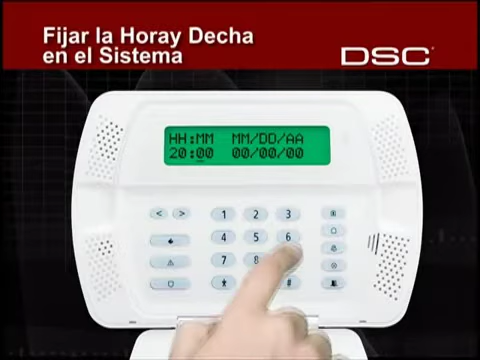 Fijar la Horay Decha
en el Sistema
DSC
HH:MM MM/DD/AA
20:00 00/00/00
< >
1 2 3
4 5 6
7 8
* #